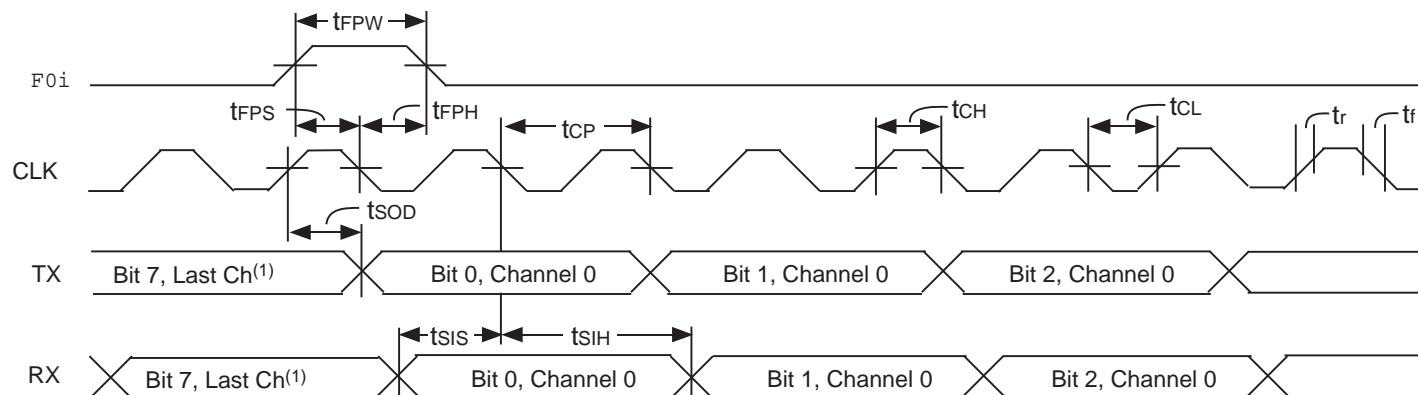 tFPW
F0i
tFPS
tFPH
tCP
tCH
tCL
tr
tf
CLK
tSOD
TX
Bit 7, Last Ch(1)
Bit 0, Channel 0
Bit 1, Channel 0
Bit 2, Channel 0
tSIS
tSIH
RX
Bit 7, Last Ch(1)
Bit 0, Channel 0
Bit 1, Channel 0
Bit 2, Channel 0